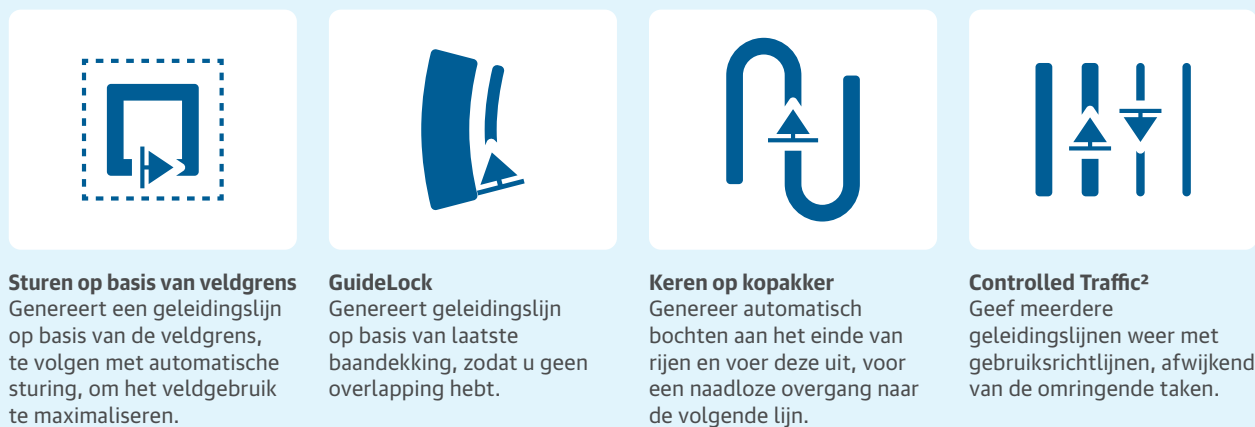 Sturen op basis van veldgrens
Genereert een geleidingslijn
op basis van de veldgrens,
te volgen met automatische
sturing, om het veldgebruik
te maximaliseren.
GuideLock
Genereert geleidingslijn
op basis van laatste
baandekking, zodat u geen
overlapping hebt.
Keren op kopakker
Genereer automatisch
bochten aan het einde van
rijen en voer deze uit, voor
een naadloze overgang naar
de volgende lijn.
Controlled Traffic²
Geef meerdere
geleidingslijnen weer met
gebruiksrichtlijnen, afwijkend
van de omringende taken.